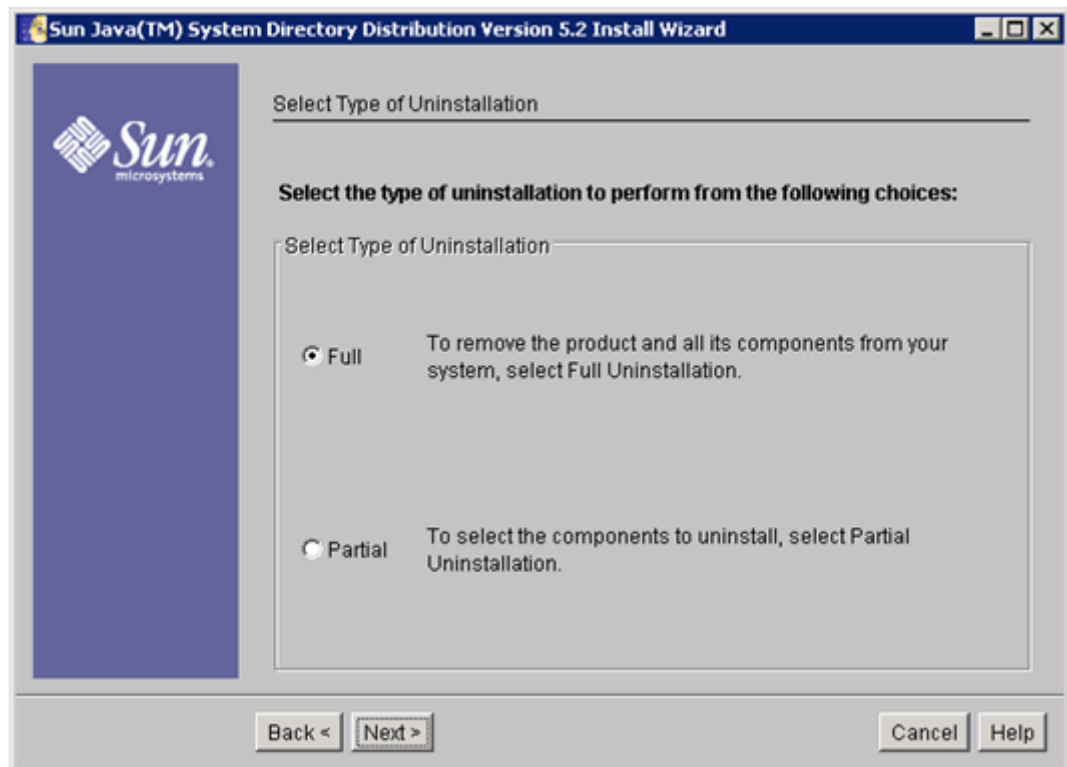 Sun Java(TM) System Directory Distribution Version 5.2 Install Wizard
Sun.
microsystems
Select Type of Uninstallation
Select the type of uninstallation to perform from the following choices:
Select Type of Uninstallation
Full
To remove the product and all its components from your
system, select Full Uninstallation.
Partial
To select the components to uninstall, select Partial
Uninstallation.
Back <
Next >
Cancel
Help